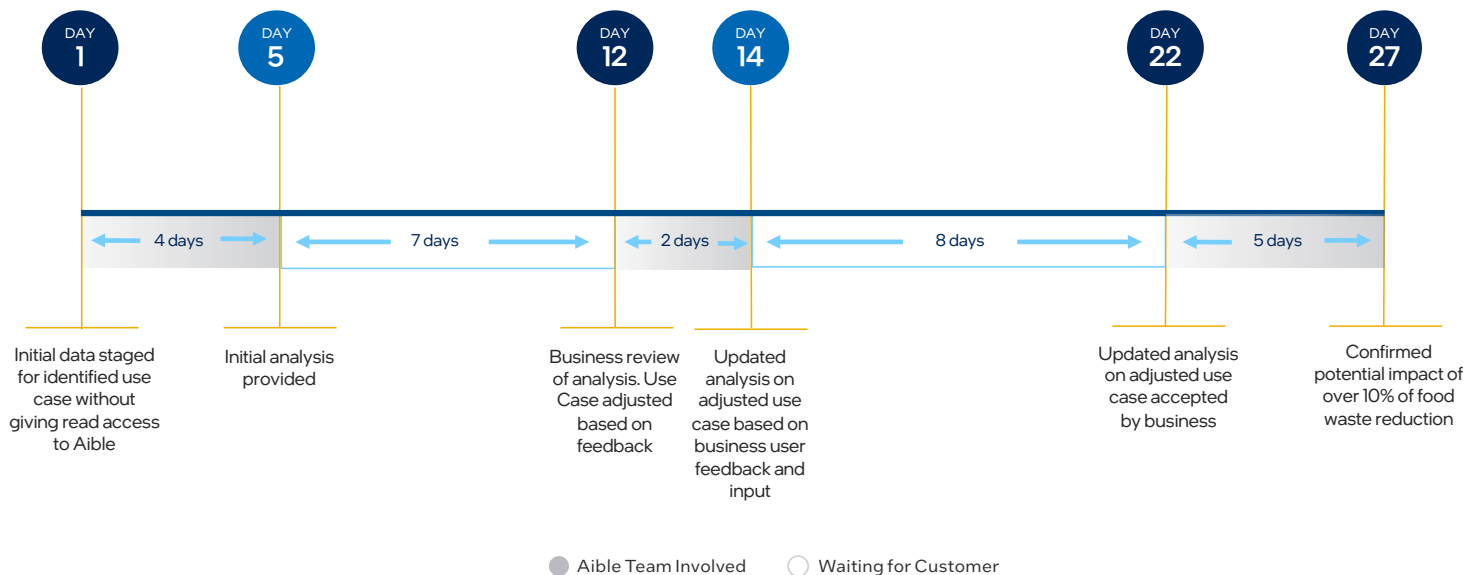 DAY
1
DAY
5
DAY
12
DAY
14
DAY
22
DAY
27
4 days
7 days
2 days
8 days
5 days
Initial data staged
for identified use
case without
giving read access
to Aible
Initial analysis
provided
Business review
of analysis. Use
Case adjusted
based on
feedback
Updated
analysis on
adjusted use
case based on
business user
feedback and
input
Updated analysis
on adjusted use
case accepted
by business
Confirmed
potential impact of
over 10% of food
waste reduction
Aible Team Involved
Waiting for Customer